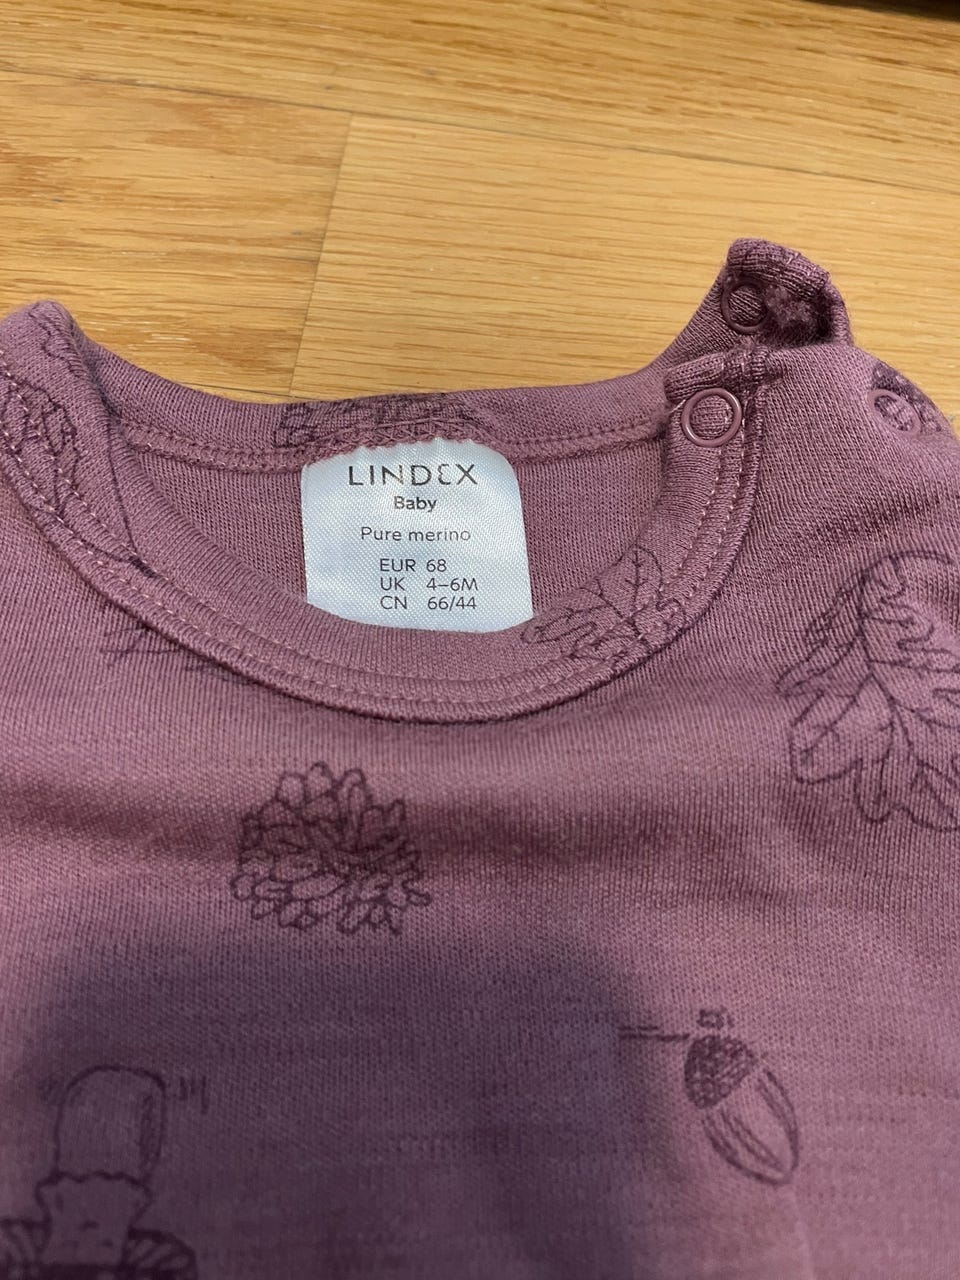 LINDEX
Baby
Pure merino
EUR 68
UK 4–6M
CN 66/44